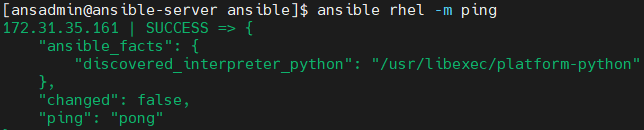 [ansadmin@ansible-server ansible]$ ansible rhel -m ping
172.31.35.161 | SUCCESS => {
    "ansible_facts": {
        "discovered_interpreter_python": "/usr/libexec/platform-python"
    },
    "changed": false,
    "ping": "pong"